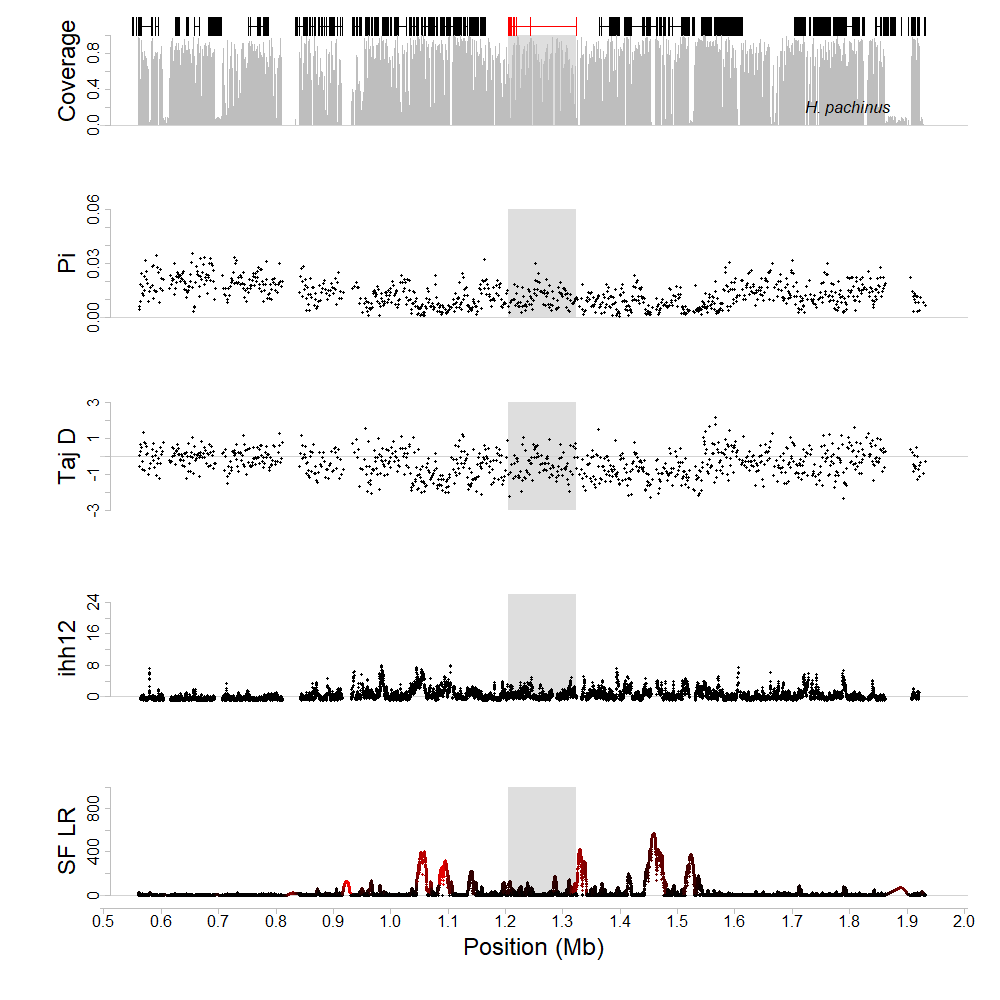 Coverage
0.0 0.4 0.8
H. pachinus
Pi
0.00 0.03 0.06
Taj D
-3 -1 1 3
ihh12
0 8 16 24
SF LR
0 400 800
0.5 0.6 0.7 0.8 0.9 1.0 1.1 1.2 1.3 1.4 1.5 1.6 1.7 1.8 1.9 2.0
Position (Mb)